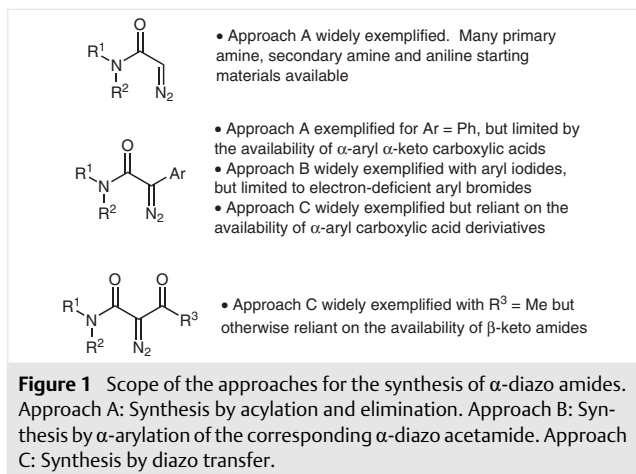 O
R¹
N
R²
N₂
• Approach A widely exemplified. Many primary
amine, secondary amine and aniline starting
materials available
O
R¹
N
Ar
R²
N₂
• Approach A exemplified for Ar = Ph, but limited by
the availability of α-aryl α-keto carboxylic acids
• Approach B widely exemplified with aryl iodides,
but limited to electron-deficient aryl bromides
• Approach C widely exemplified but reliant on the
availability of α-aryl carboxylic acid deriviatives
O O
R¹
N
R³
R²
N₂
• Approach C widely exemplified with R³ = Me but
otherwise reliant on the availability of β-keto amides
Figure 1 Scope of the approaches for the synthesis of α-diazo amides.
Approach A: Synthesis by acylation and elimination. Approach B: Syn-
thesis by α-arylation of the corresponding α-diazo acetamide. Approach
C: Synthesis by diazo transfer.